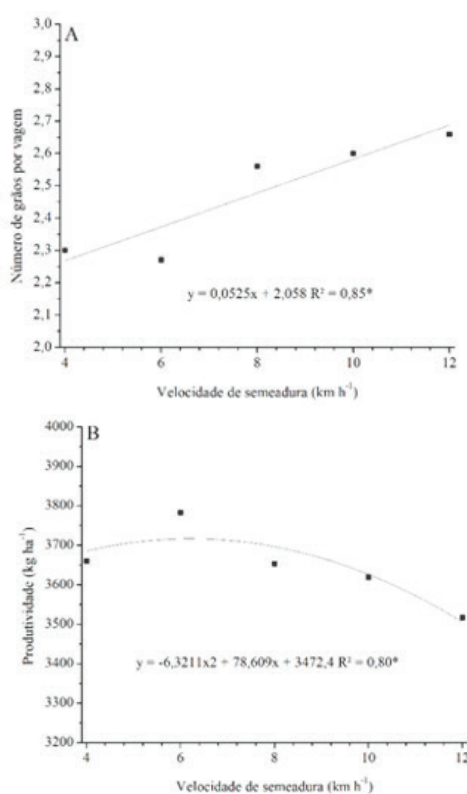 A
3,0
2,9
2,8
2,7
2,6
2,5
2,4
2,3
2,2
2,1
2,0
Número de grãos por vagem
y = 0,0525x + 2,058 R² = 0,85*
4 6 8 10 12
Velocidade de semeadura (km h⁻¹)
B
4000
3900
3800
3700
3600
3500
3400
3300
3200
Produtividade (kg ha⁻¹)
y = -6,3211x2 + 78,609x + 3472,4 R² = 0,80*
4 6 8 10 12
Velocidade de semeadura (km h⁻¹)